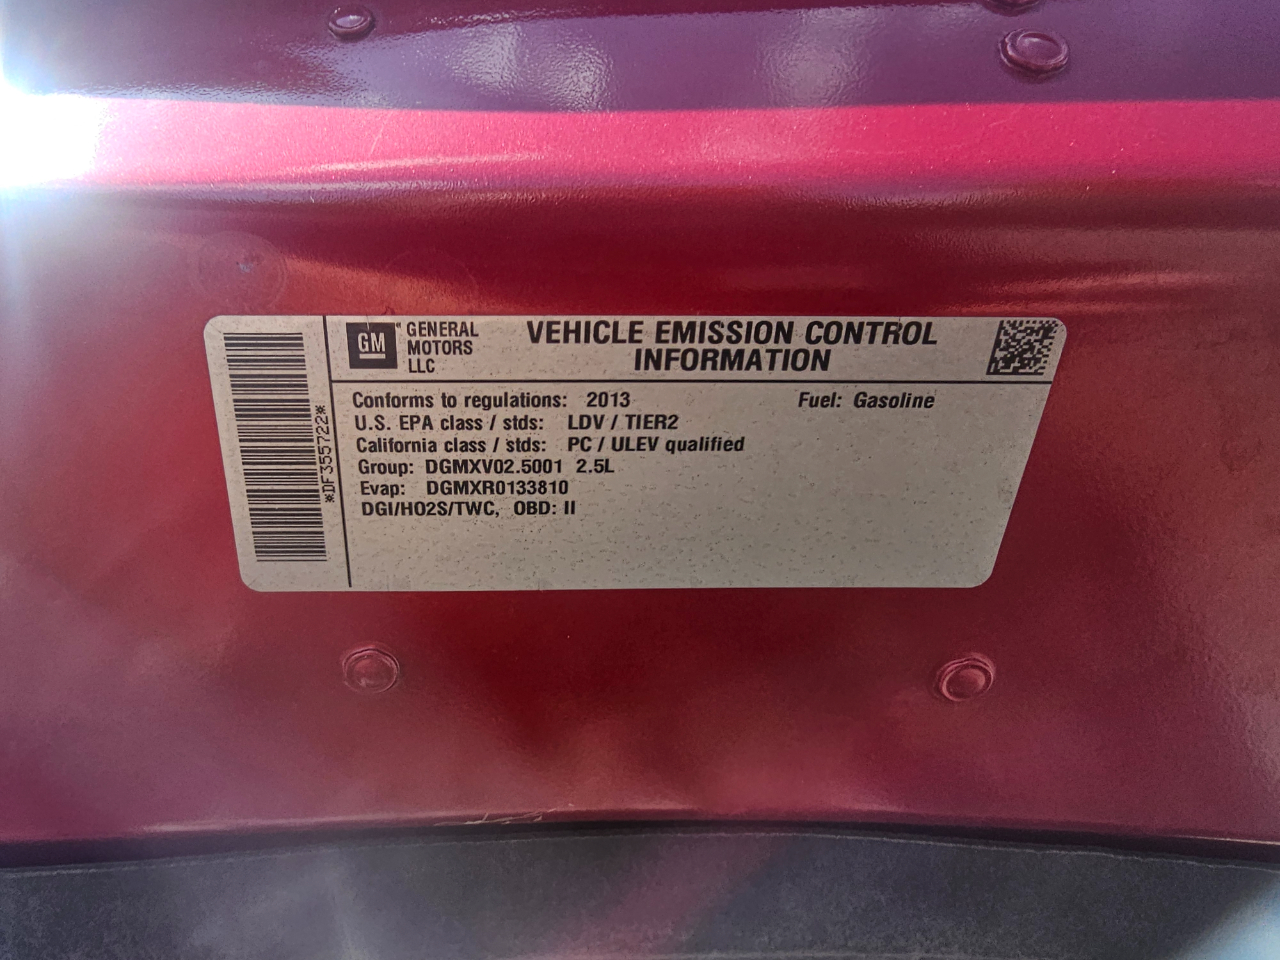 GM
GENERAL
MOTORS
LLC
VEHICLE EMISSION CONTROL
INFORMATION
Conforms to regulations: 2013 Fuel: Gasoline
U.S. EPA class / stds: LDV / TIER2
California class / stds: PC / ULEV qualified
Group: DGMXV02.5001 2.5L
Evap: DGMXR0133810
DGI/HO2S/TWC, OBD: II
*DF355722*